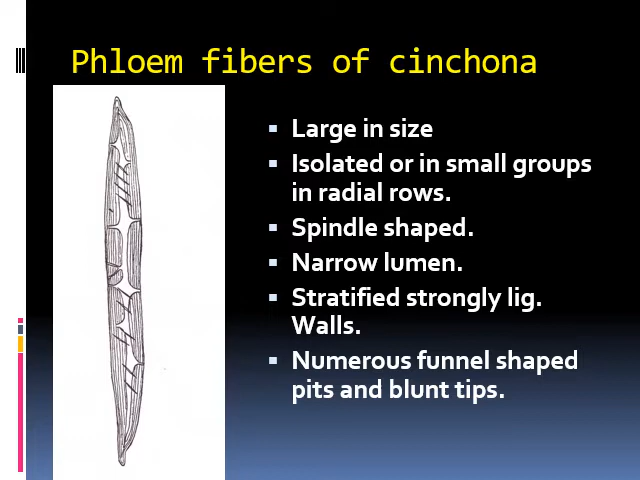 Phloem fibers of cinchona
Large in size
Isolated or in small groups
in radial rows.
Spindle shaped.
Narrow lumen.
Stratified strongly lig.
Walls.
Numerous funnel shaped
pits and blunt tips.